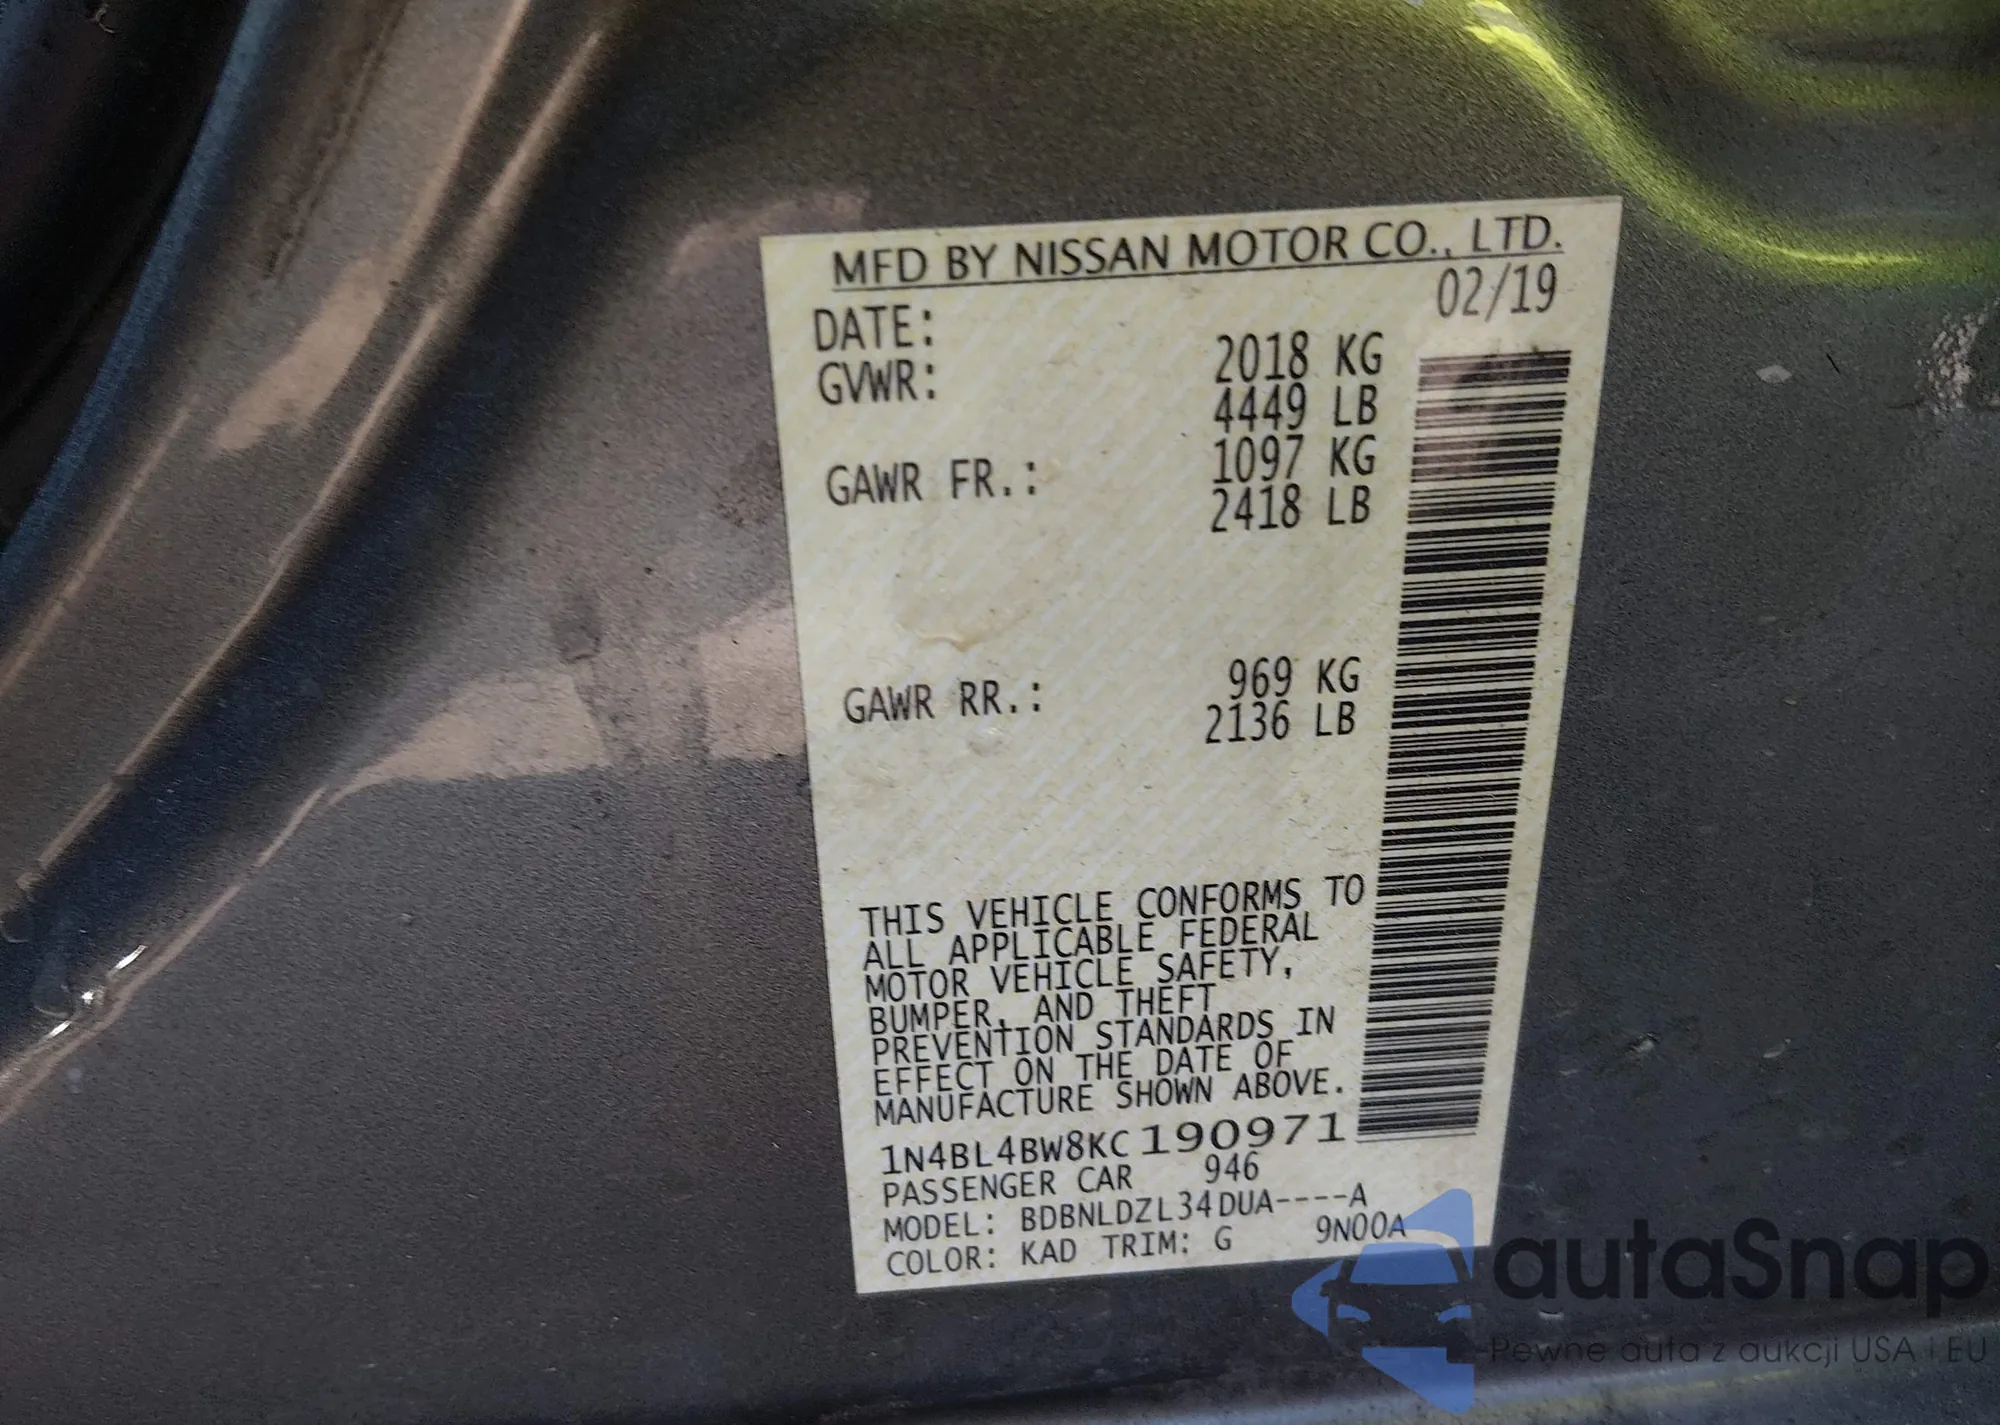 MFD BY NISSAN MOTOR CO., LTD.
DATE: 02/19
GVWR: 2018 KG
4449 LB
GAWR FR.: 1097 KG
2418 LB
GAWR RR.: 969 KG
2136 LB
THIS VEHICLE CONFORMS TO
ALL APPLICABLE FEDERAL
MOTOR VEHICLE SAFETY,
BUMPER, AND THEFT
PREVENTION STANDARDS IN
EFFECT ON THE DATE OF
MANUFACTURE SHOWN ABOVE.
1N4BL4BW8KC190971
PASSENGER CAR 946
MODEL: BDBNLDZL34DUA----A
COLOR: KAD TRIM: G 9N00A
autaSnap
Pewne auta z aukcji USA i EU